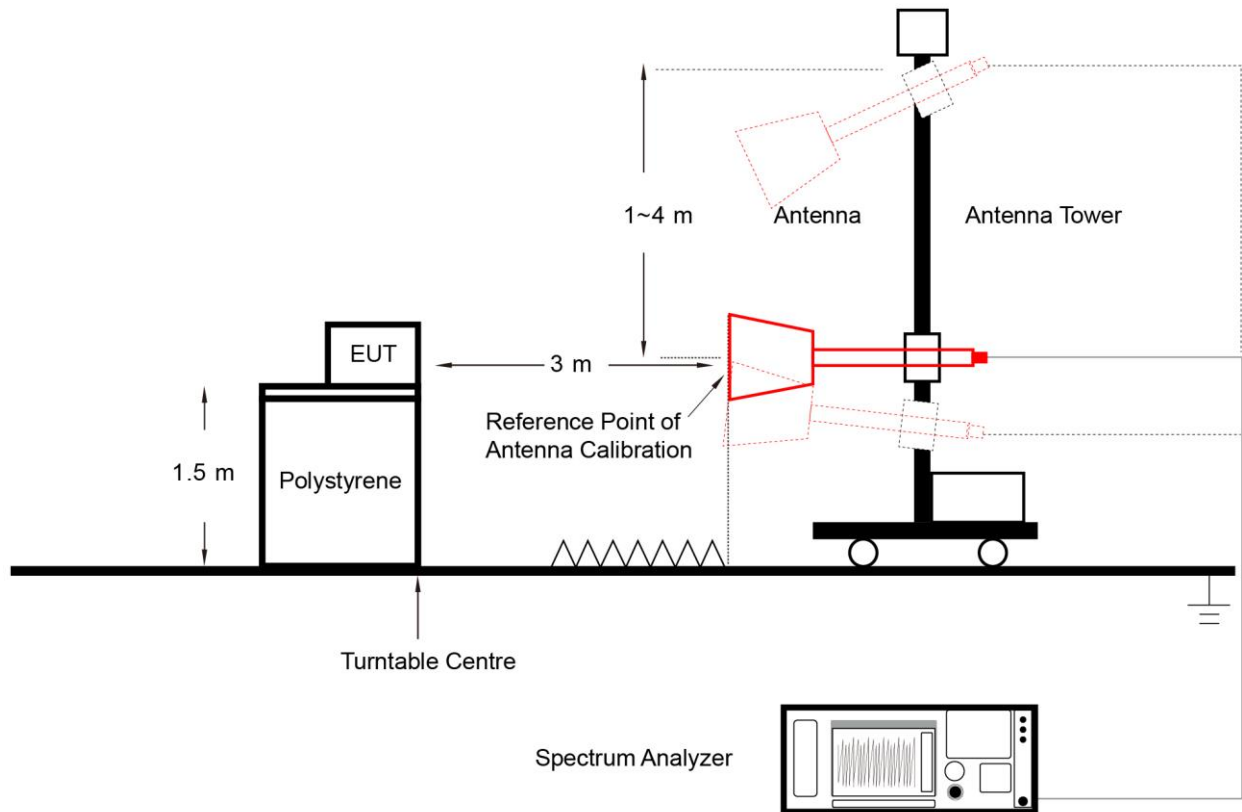 1~4 m
Antenna
Antenna Tower
EUT
3 m
Reference Point of
Antenna Calibration
1.5 m
Polystyrene
Turntable Centre
Spectrum Analyzer